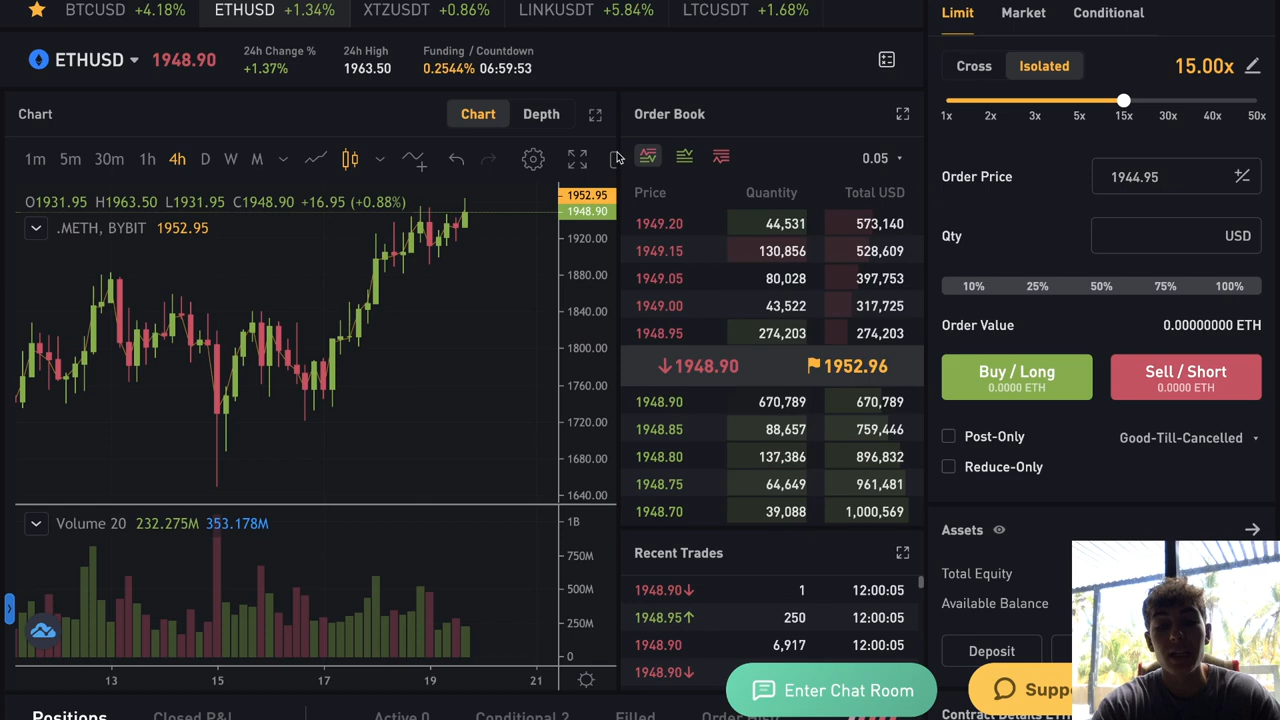 BTCUSD +4.18% ETHUSD +1.34% XTZUSDT +0.86% LINKUSDT +5.84% LTCUSDT +1.68%
ETHUSD 1948.90
24h Change %
+1.37%
24h High
1963.50
Funding / Countdown
0.2544% 06:59:53
Chart
Chart Depth
1m 5m 30m 1h 4h D W M
O1931.95 H1963.50 L1931.95 C1948.90 +16.95 (+0.88%)
.METH, BYBIT 1952.95
1952.95
1948.90
1920.00
1880.00
1840.00
1800.00
1760.00
1720.00
1680.00
1640.00
Volume 20 232.275M 353.178M
1B
750M
500M
250M
0
13 15 17 19 21
Order Book
0.05
Price Quantity Total USD
1949.20 44,531 573,140
1949.15 130,856 528,609
1949.05 80,028 397,753
1949.00 43,522 317,725
1948.95 274,203 274,203
1948.90 1952.96
1948.90 670,789 670,789
1948.85 88,657 759,446
1948.80 137,386 896,832
1948.75 64,649 961,481
1948.70 39,088 1,000,569
Recent Trades
1948.90 1 12:00:05
1948.95 250 12:00:05
1948.90 6,917 12:00:05
1948.90
Enter Chat Room
Supp
Limit Market Conditional
Cross Isolated 15.00x
1x 2x 3x 5x 15x 30x 40x 50x
Order Price 1944.95
Qty USD
10% 25% 50% 75% 100%
Order Value 0.00000000 ETH
Buy / Long
0.0000 ETH
Sell / Short
0.0000 ETH
Post-Only Good-Till-Cancelled
Reduce-Only
Assets
Total Equity
Available Balance
Deposit
Contract Details
Positions Closed P&L Active 0 Conditional 2 Filled